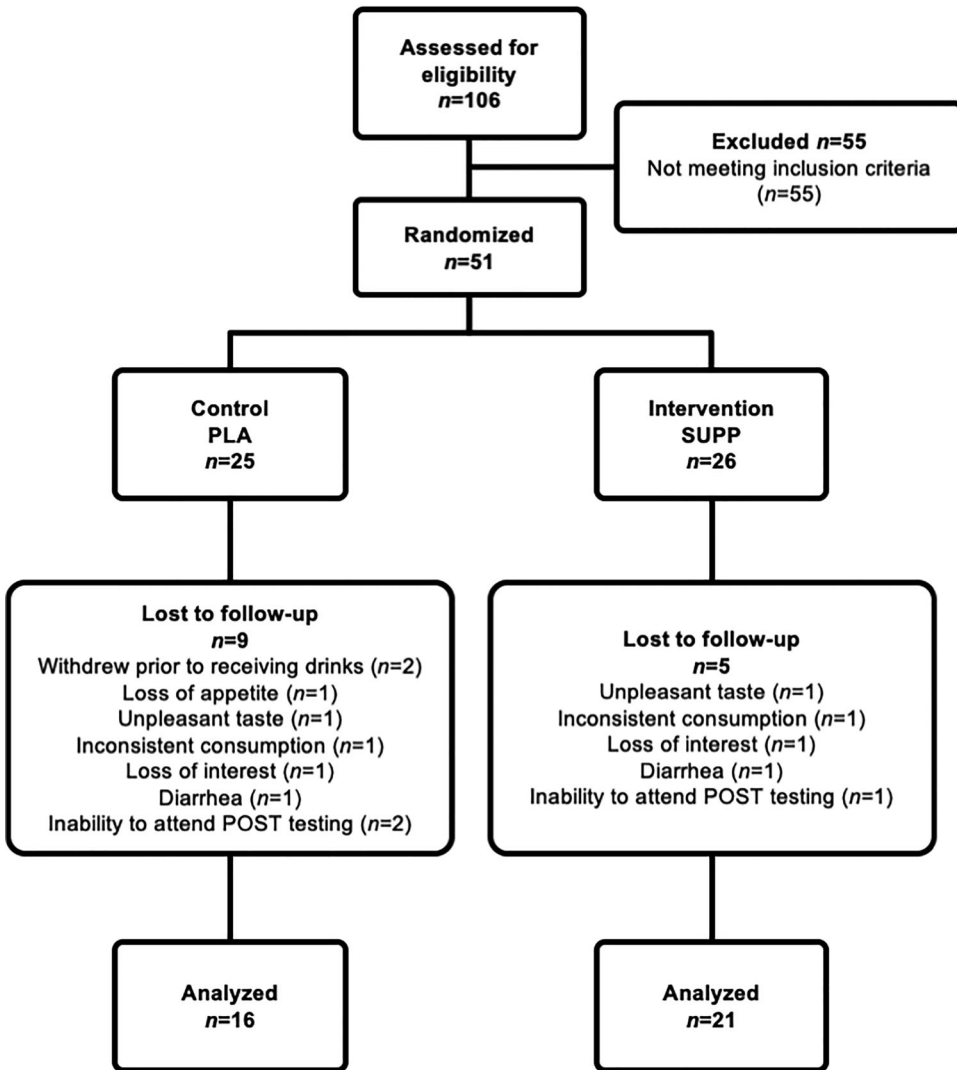 Assessed for
eligibility
n=106
Excluded n=55
Not meeting inclusion criteria
(n=55)
Randomized
n=51
Control
PLA
n=25
Intervention
SUPP
n=26
Lost to follow-up
n=9
Withdrew prior to receiving drinks (n=2)
Loss of appetite (n=1)
Unpleasant taste (n=1)
Inconsistent consumption (n=1)
Loss of interest (n=1)
Diarrhea (n=1)
Inability to attend POST testing (n=2)
Lost to follow-up
n=5
Unpleasant taste (n=1)
Inconsistent consumption (n=1)
Loss of interest (n=1)
Diarrhea (n=1)
Inability to attend POST testing (n=1)
Analyzed
n=16
Analyzed
n=21